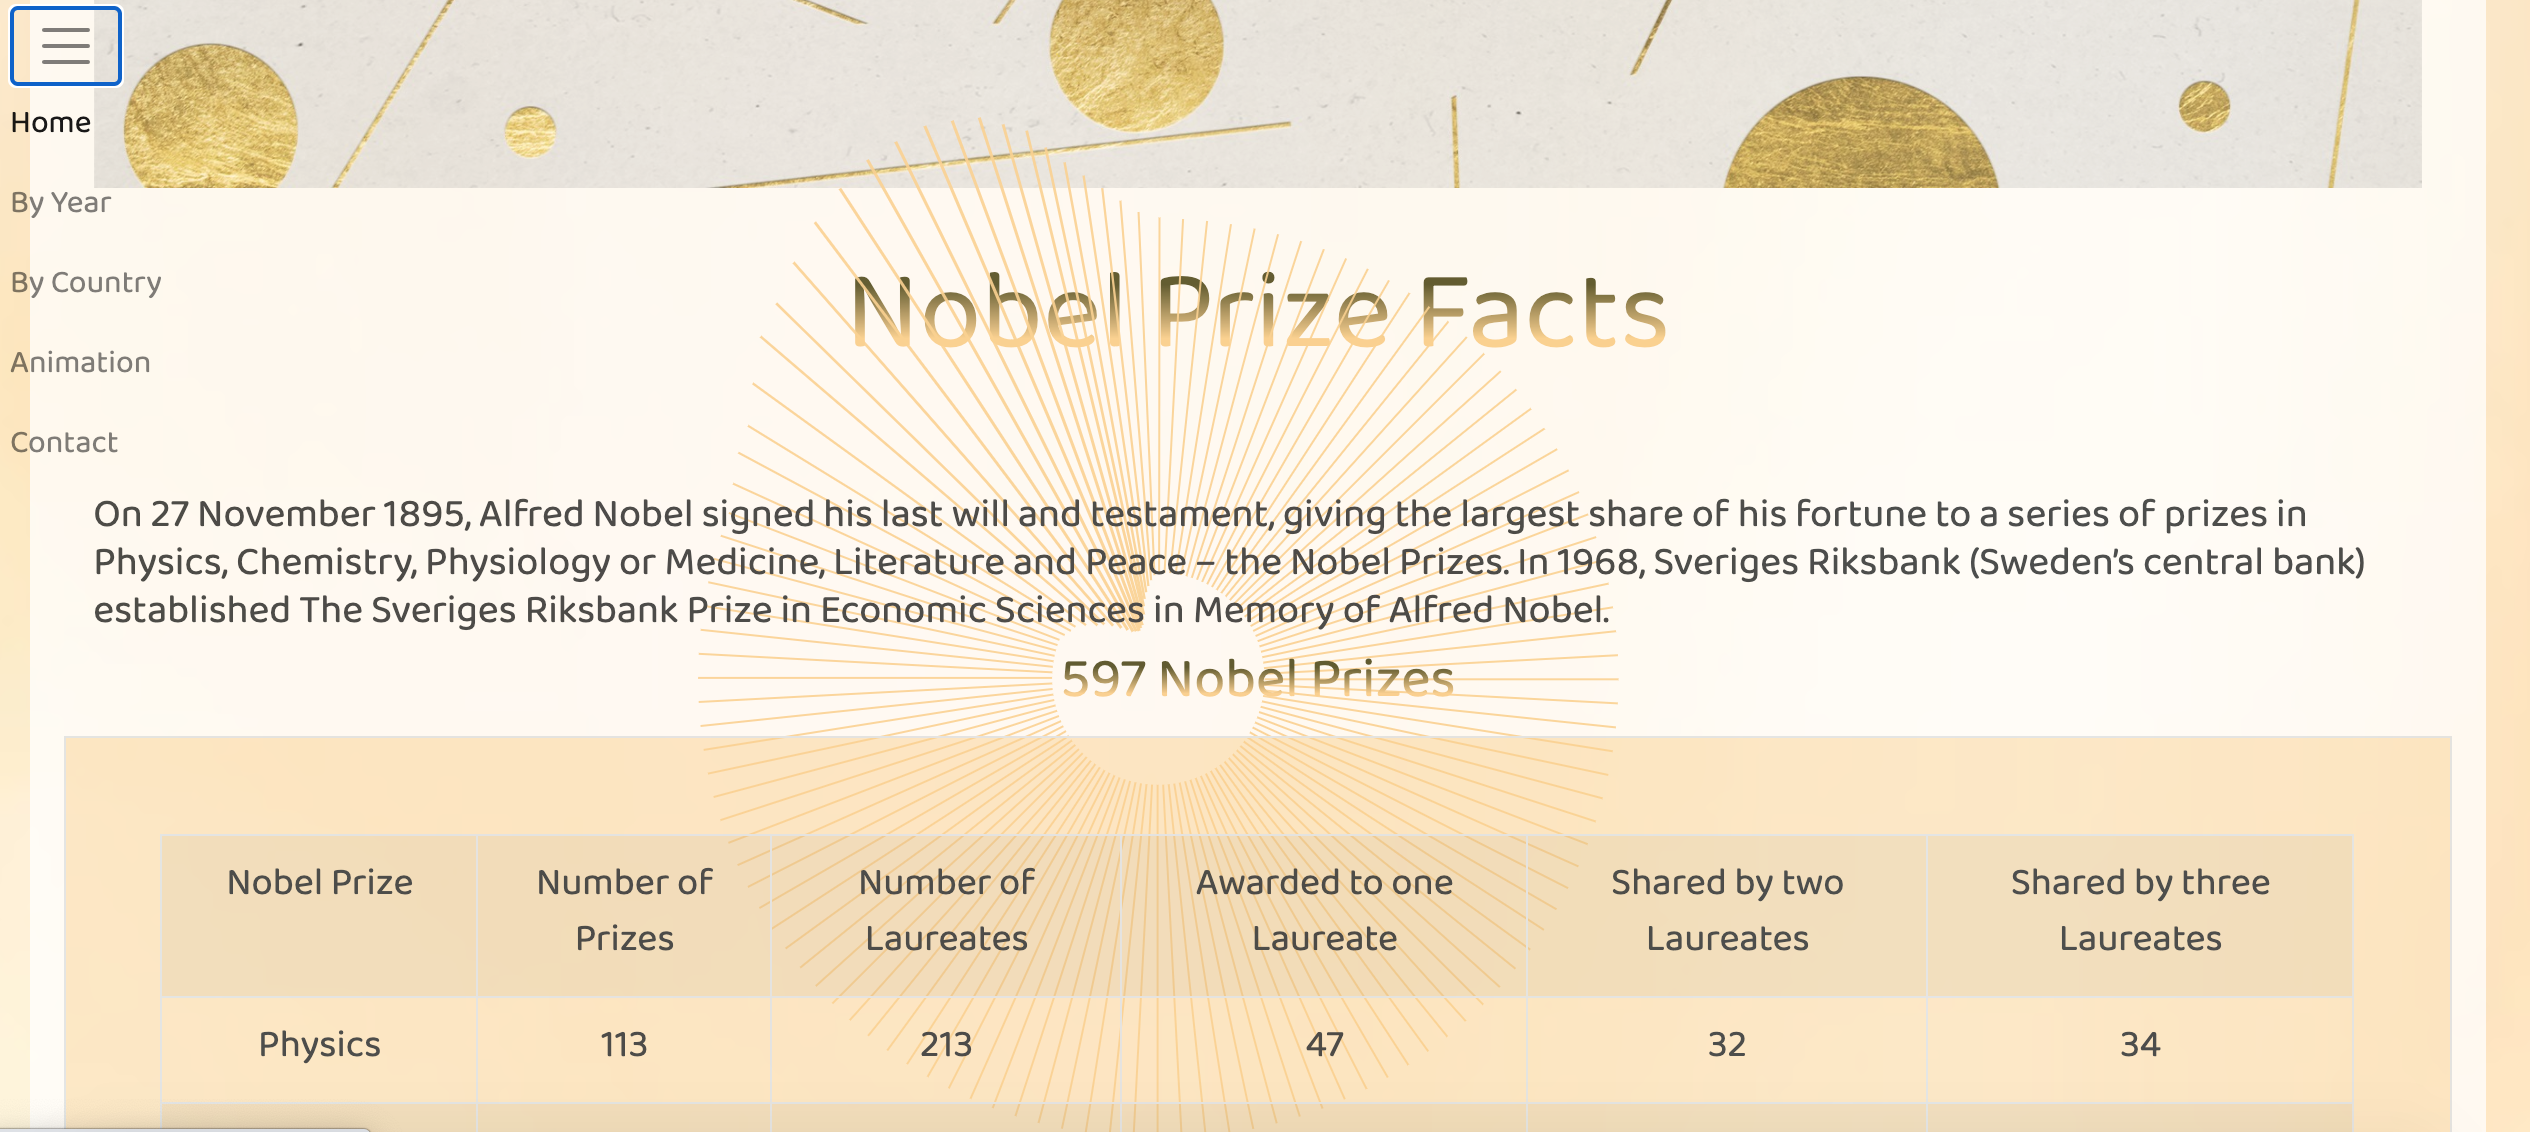 Home
By Year
By Country
Animation
Contact
Nobel Prize Facts
On 27 November 1895, Alfred Nobel signed his last will and testament, giving the largest share of his fortune to a series of prizes in
Physics, Chemistry, Physiology or Medicine, Literature and Peace – the Nobel Prizes. In 1968, Sveriges Riksbank (Sweden’s central bank)
established The Sveriges Riksbank Prize in Economic Sciences in Memory of Alfred Nobel.
597 Nobel Prizes
Nobel Prize
Number of
Prizes
Number of
Laureates
Awarded to one
Laureate
Shared by two
Laureates
Shared by three
Laureates
Physics 113 213 47 32 34